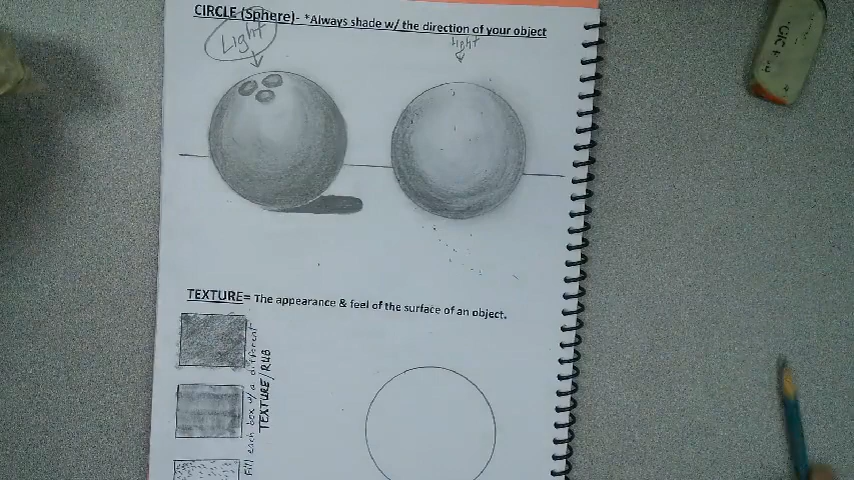 CIRCLE (Sphere)- *Always shade w/ the direction of your object
Light
Light
TEXTURE= The appearance & feel of the surface of an object.
Fill each box w/ a different
TEXTURE/RUB